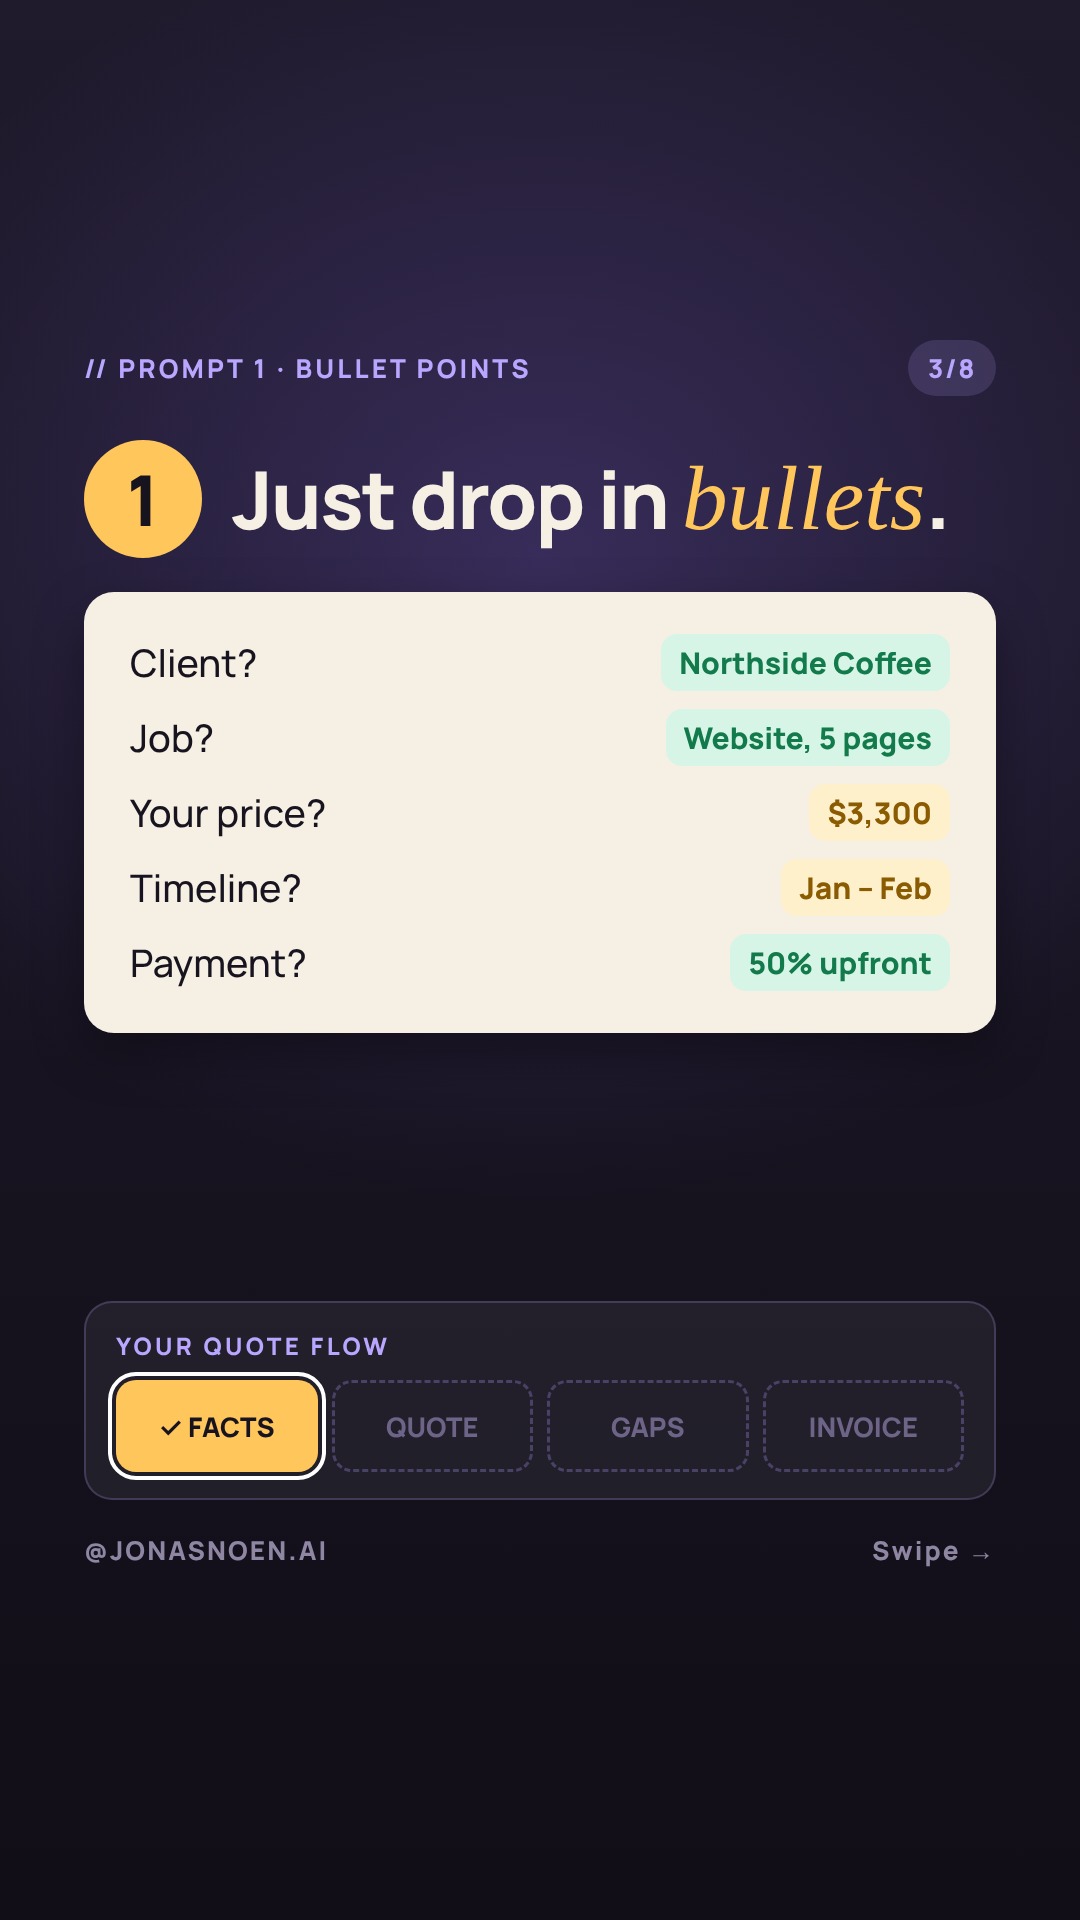 // PROMPT 1 · BULLET POINTS
3/8
1
Just drop in bullets.
Client? Northside Coffee
Job? Website, 5 pages
Your price? $3,300
Timeline? Jan – Feb
Payment? 50% upfront
YOUR QUOTE FLOW
✓ FACTS QUOTE GAPS INVOICE
@JONASNOEN.AI Swipe →